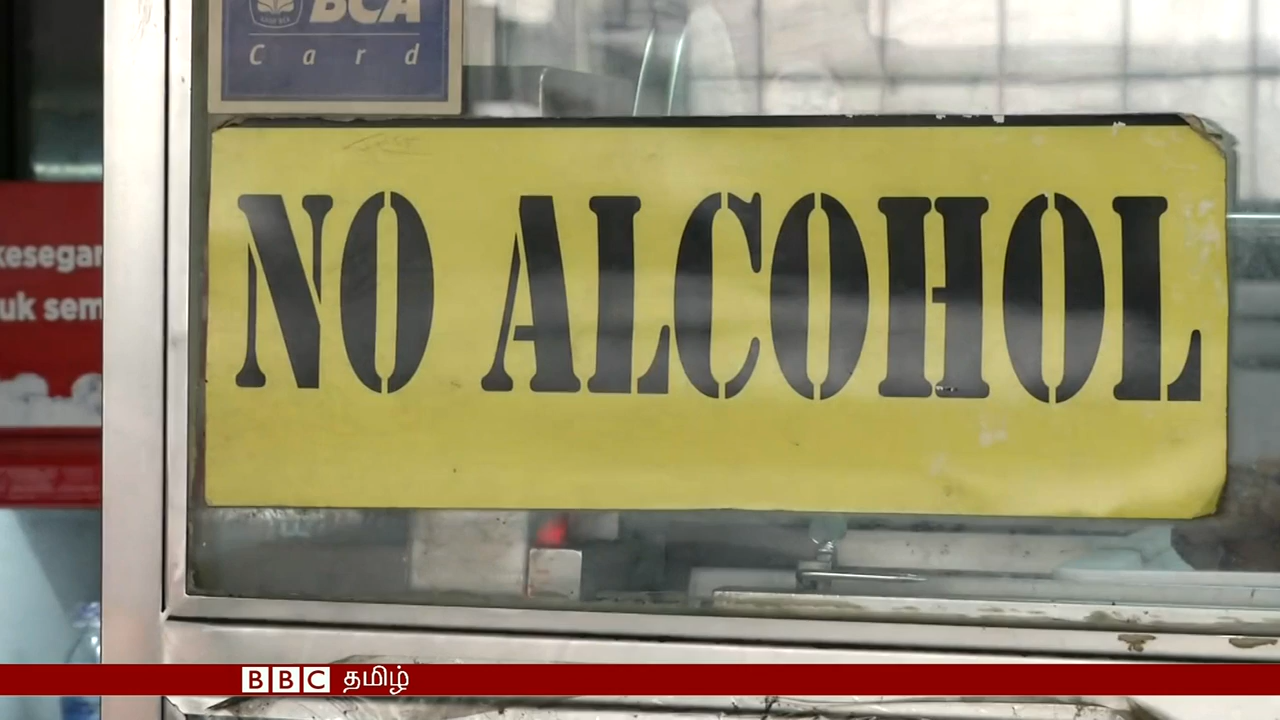 BCA
Card
kesegar
uk sem
NO ALCOHOL
BBC தமிழ்